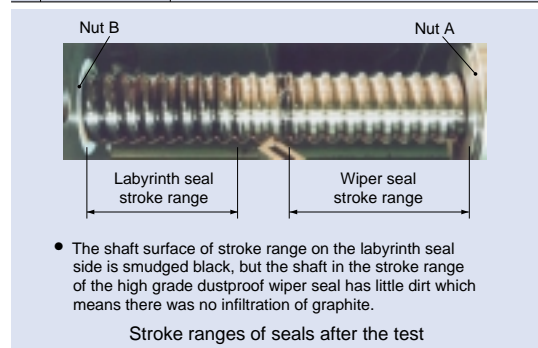 Nut B
Nut A
Labyrinth seal
stroke range
Wiper seal
stroke range
● The shaft surface of stroke range on the labyrinth seal
side is smudged black, but the shaft in the stroke range
of the high grade dustproof wiper seal has little dirt which
means there was no infiltration of graphite.
Stroke ranges of seals after the test